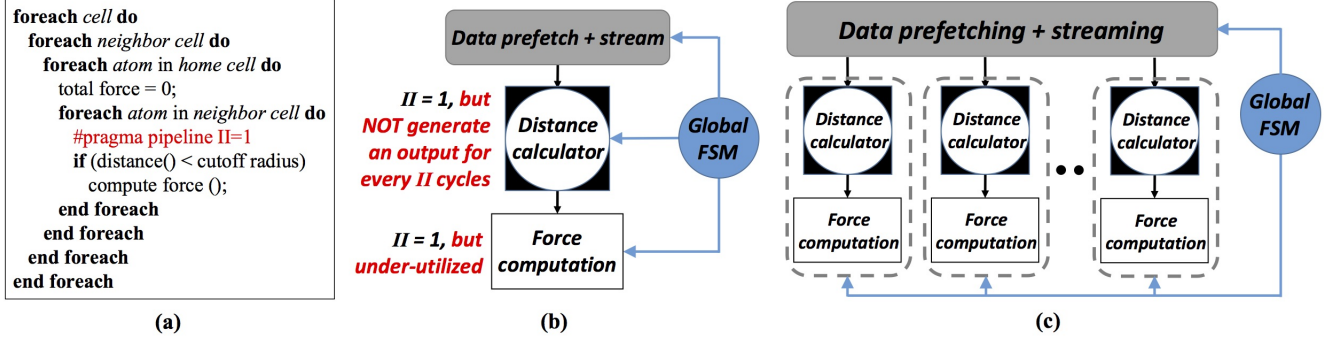 foreach cell do
foreach neighbor cell do
foreach atom in home cell do
total force = 0;
foreach atom in neighbor cell do
#pragma pipeline II=1
if (distance() < cutoff radius)
compute force ();
end foreach
end foreach
end foreach
end foreach
(a)
Data prefetch + stream
II = 1, but
NOT generate
an output for
every II cycles
Distance
calculator
Global
FSM
II = 1, but
under-utilized
Force
computation
(b)
Data prefetching + streaming
Distance
calculator
Distance
calculator
Distance
calculator
Global
FSM
Force
computation
Force
computation
Force
computation
(c)